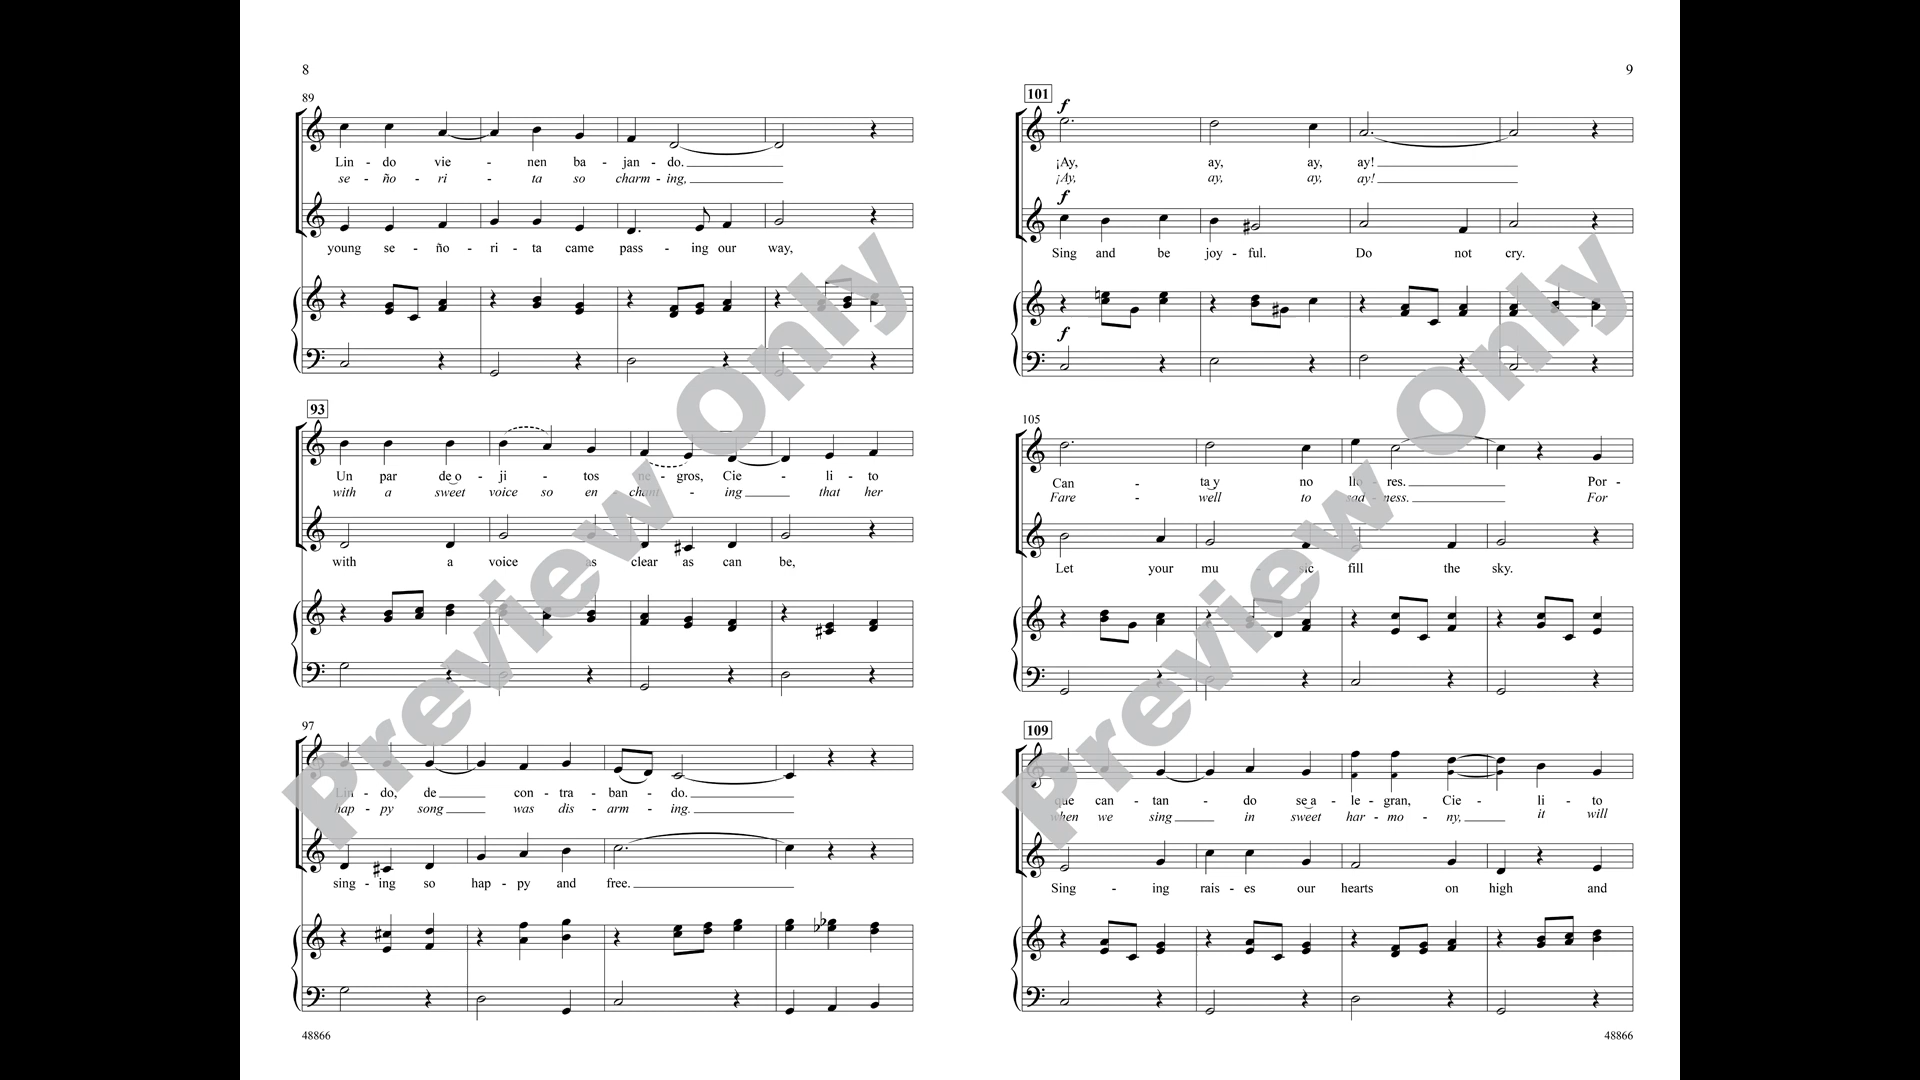 8
89
Lin - do vie - nen ba - jan - do.
se - ño - ri - ta so charm - ing,
young se - ño - ri - ta came pass - ing our way,
93
Un par de o - ji - tos ne - gros, Cie - li - to
with a sweet voice so en - chant - ing that her
with a voice as clear as can be,
97
Lin - do, de con - tra - ban - do.
hap - py song was dis - arm - ing.
sing - ing so hap - py and free.
48866
9
101
f
¡Ay, ay, ay, ay!
¡Ay, ay, ay, ay!
f
Sing and be joy - ful. Do not cry.
f
105
Can - ta y no llo - res. Por -
Fare - well to sad - ness. For
Let your mu - sic fill the sky.
109
que can - tan - do se a - le - gran, Cie - li - to
when we sing in sweet har - mo - ny, it will
Sing - ing rais - es our hearts on high and
48866
Preview Only
Preview Only